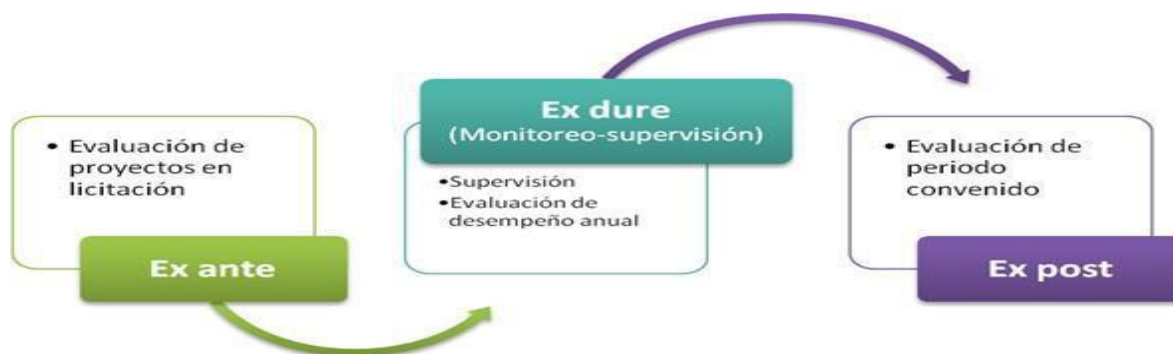 • Evaluación de
proyectos en
licitación
Ex ante
Ex dure
(Monitoreo-supervisión)
•Supervisión
•Evaluación de
desempeño anual
• Evaluación de
periodo
convenido
Ex post